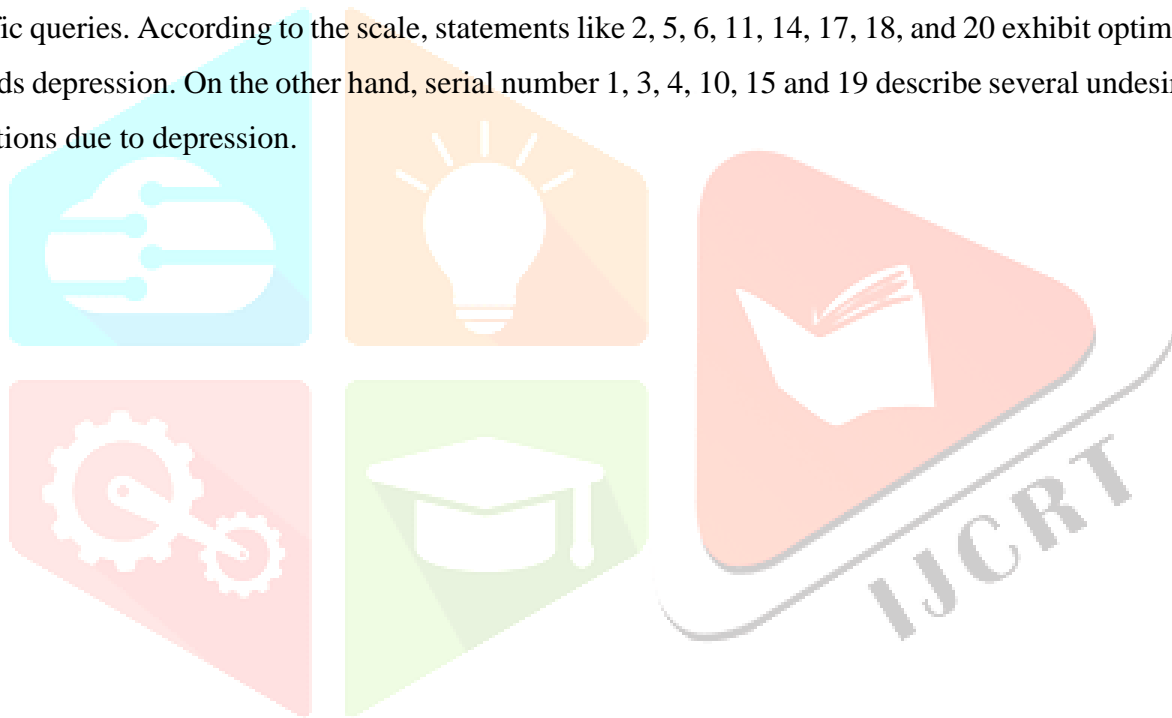 fic queries. According to the scale, statements like 2, 5, 6, 11, 14, 17, 18, and 20 exhibit optim
ds depression. On the other hand, serial number 1, 3, 4, 10, 15 and 19 describe several undesir
tions due to depression.
IJCRT